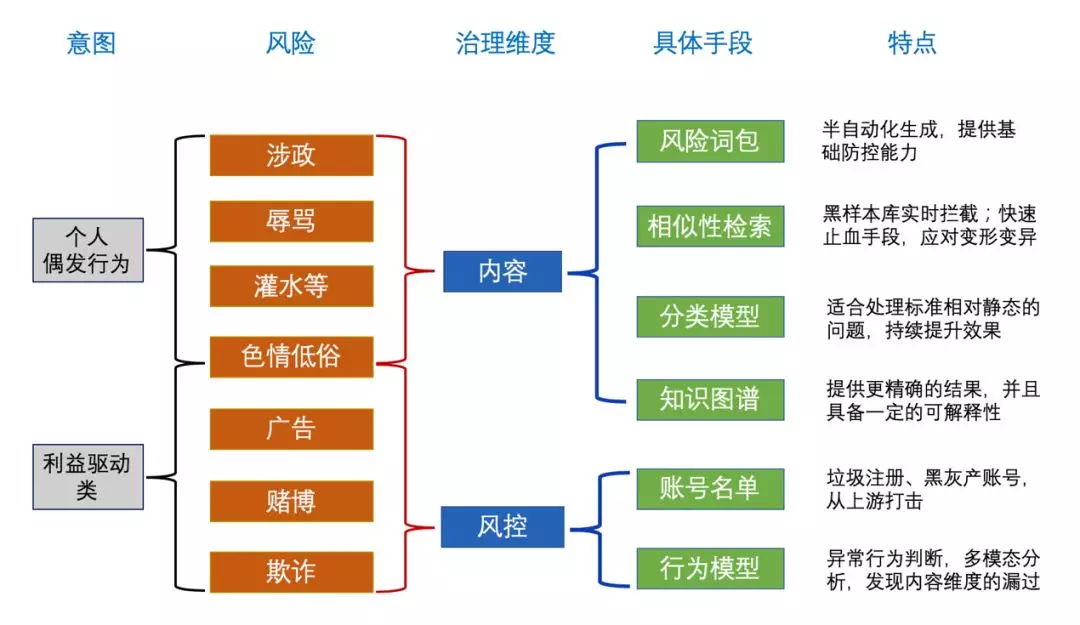 意图
风险
治理维度
具体手段
特点
个人
偶发行为
利益驱动
类
涉政
辱骂
灌水等
色情低俗
广告
赌博
欺诈
内容
风控
风险词包
半自动化生成，提供基
础防控能力
相似性检索
黑样本库实时拦截；快速
止血手段，应对变形变异
分类模型
适合处理标准相对静态的
问题，持续提升效果
知识图谱
提供更精确的结果，并且
具备一定的可解释性
账号名单
垃圾注册、黑灰产账号，
从上游打击
行为模型
异常行为判断，多模态分
析，发现内容维度的漏过